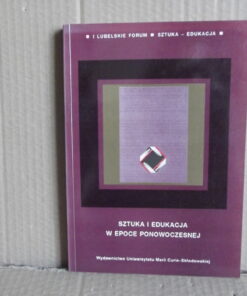 ■ I LUBELSKIE FORUM ■ SZTUKA – EDUKACJA ■
SZTUKA I EDUKACJA
W EPOCE PONOWOCZESNEJ
Wydawnictwo Uniwersytetu Marii Curie-Skłodowskiej